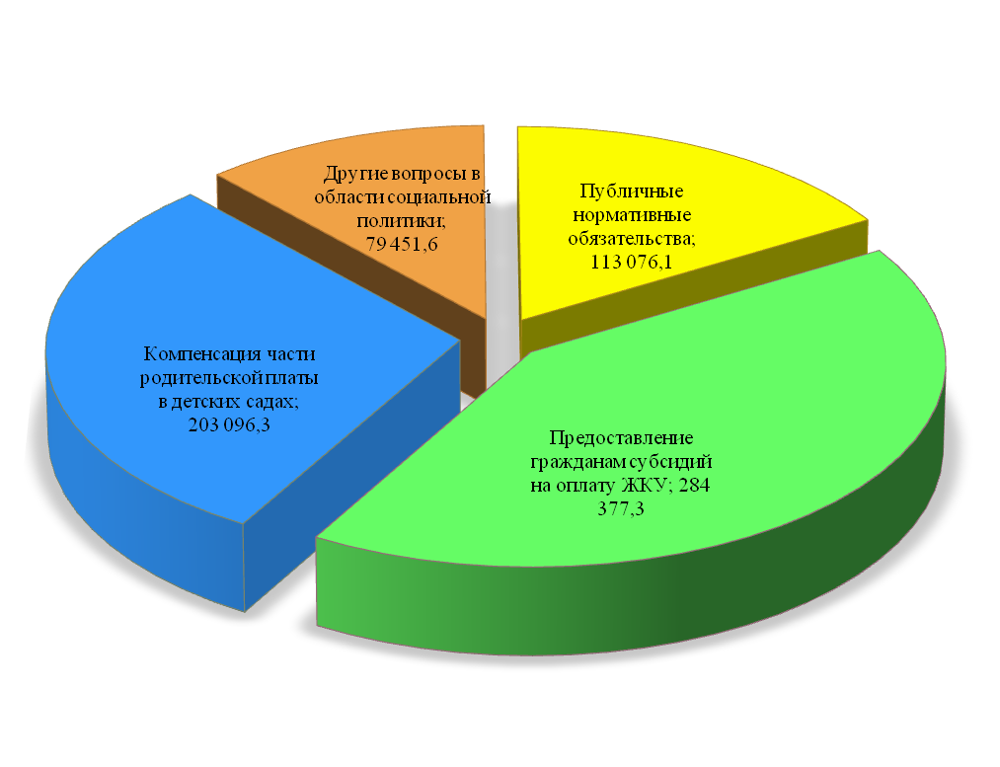 Другие вопросы в
области социальной
политики;
79 451,6
Публичные
нормативные
обязательства;
113 076,1
Компенсация части
родительской платы
в детских садах;
203 096,3
Предоставление
гражданам субсидий
на оплату ЖКУ; 284
377,3